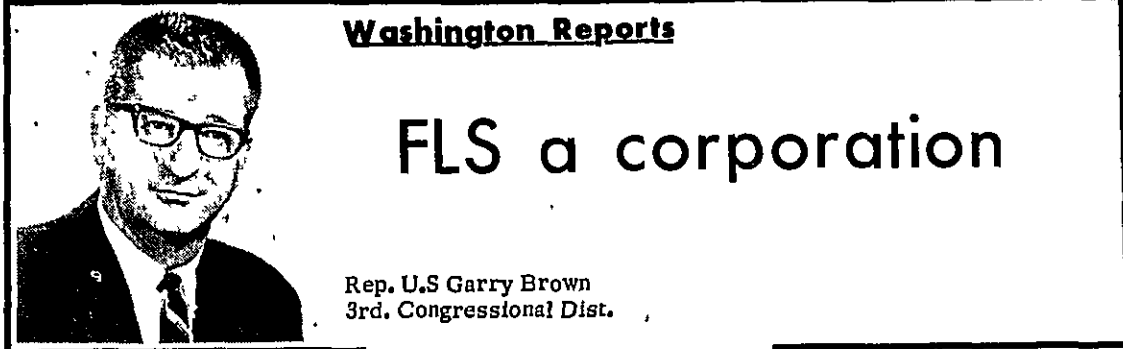 Washington Reports
FLS a corporation
Rep. U.S Garry Brown
3rd. Congressional Dist.